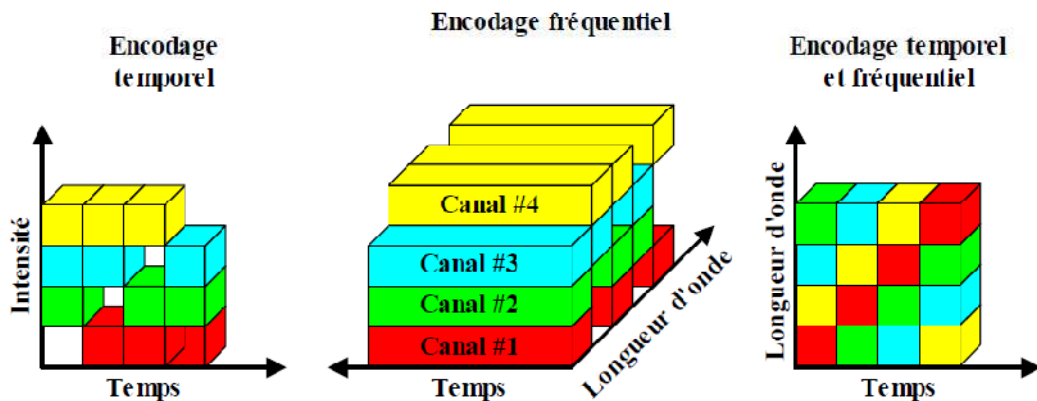 Encodage
temporel
Intensité
Temps
Encodage fréquentiel
Canal #4
Canal #3
Canal #2
Canal #1
Temps
Longueur d'onde
Encodage temporel
et fréquentiel
Longueur d'onde
Temps